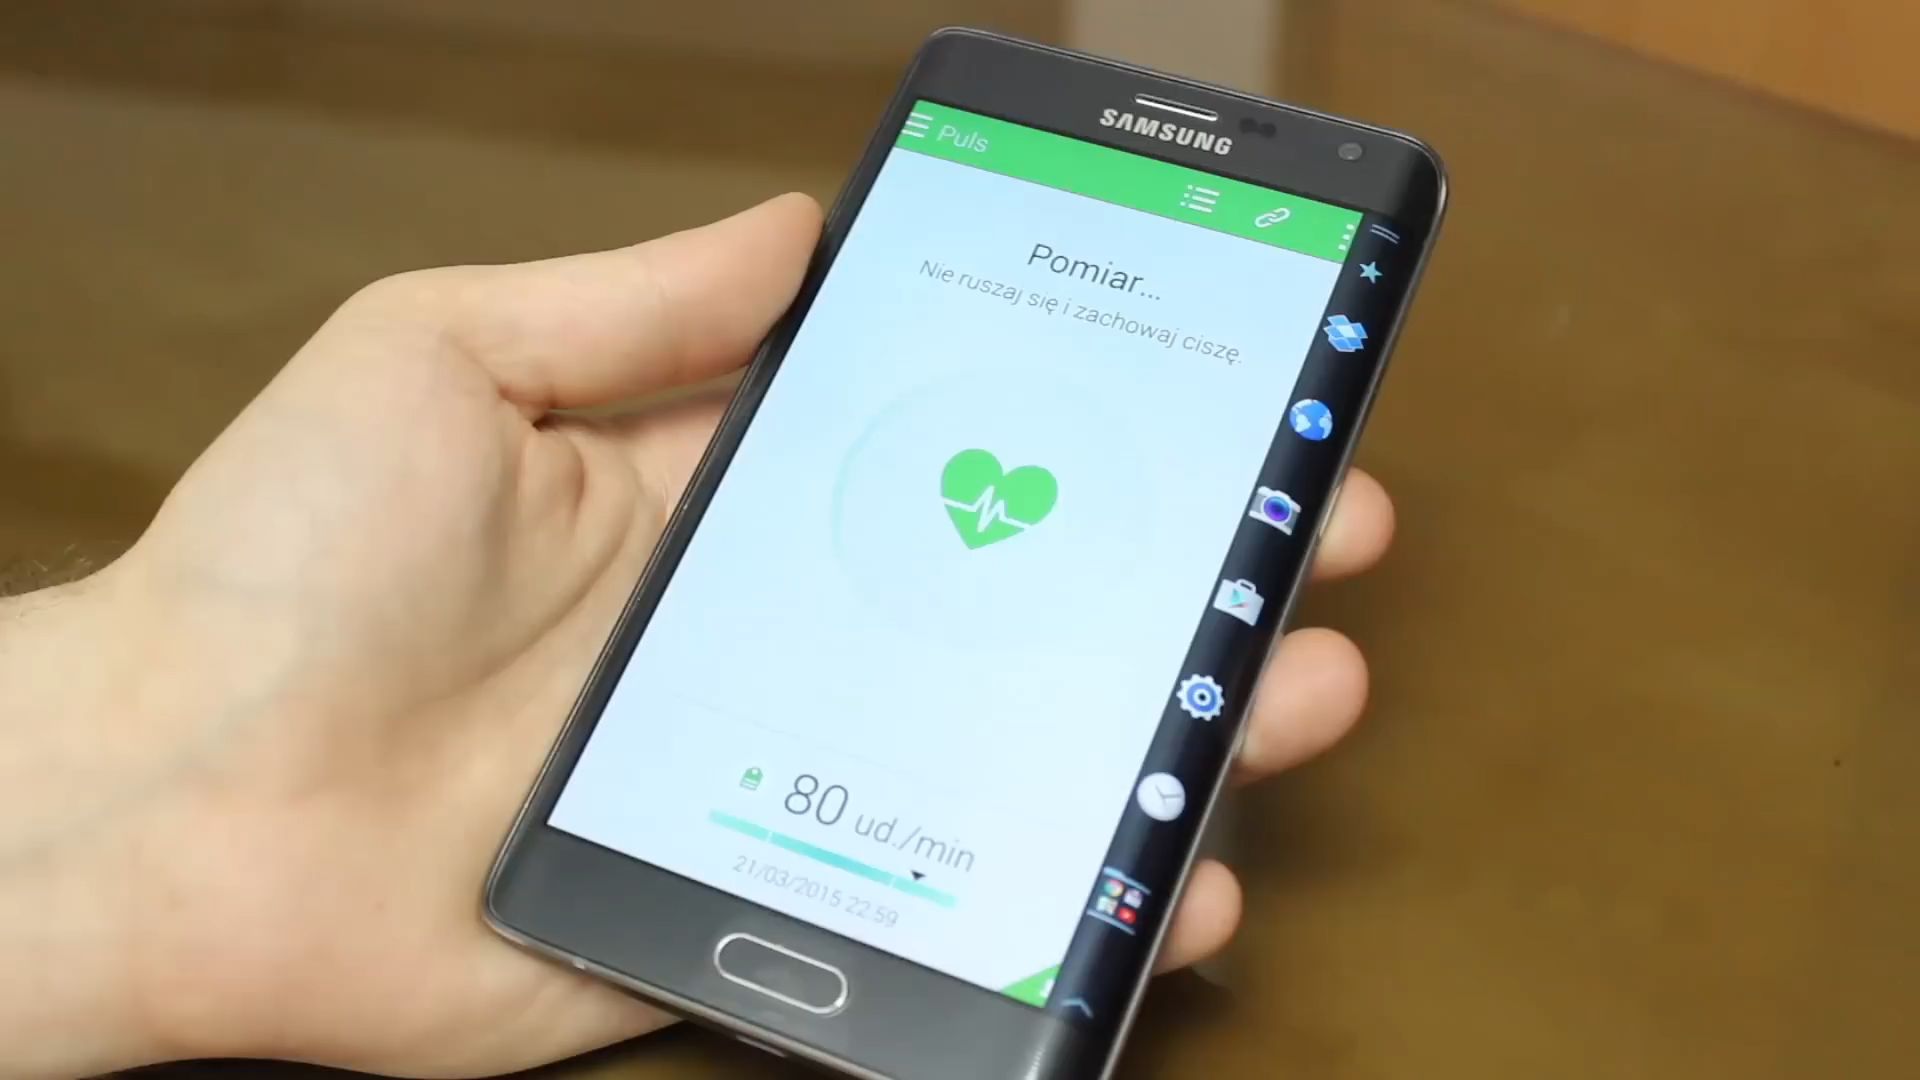 SAMSUNG
Puls
Pomiar...
Nie ruszaj się i zachowaj ciszę.
80 ud./min
21/03/2015 22:59